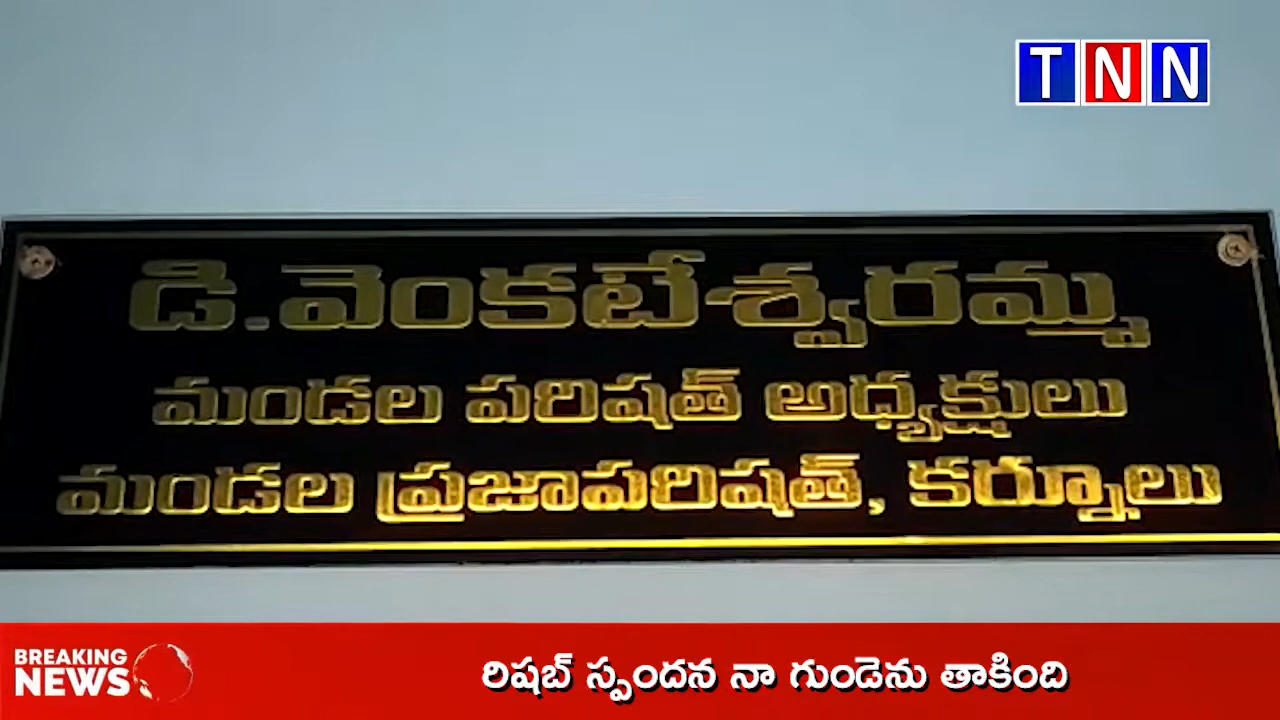 TNN
డి.వెంకటేశ్వరమ్మ
మండల పరిషత్ అధ్యక్షులు
మండల ప్రజాపరిషత్, కర్నూలు
BREAKING
NEWS
రిషబ్ స్పందన నా గుండెను తాకింది